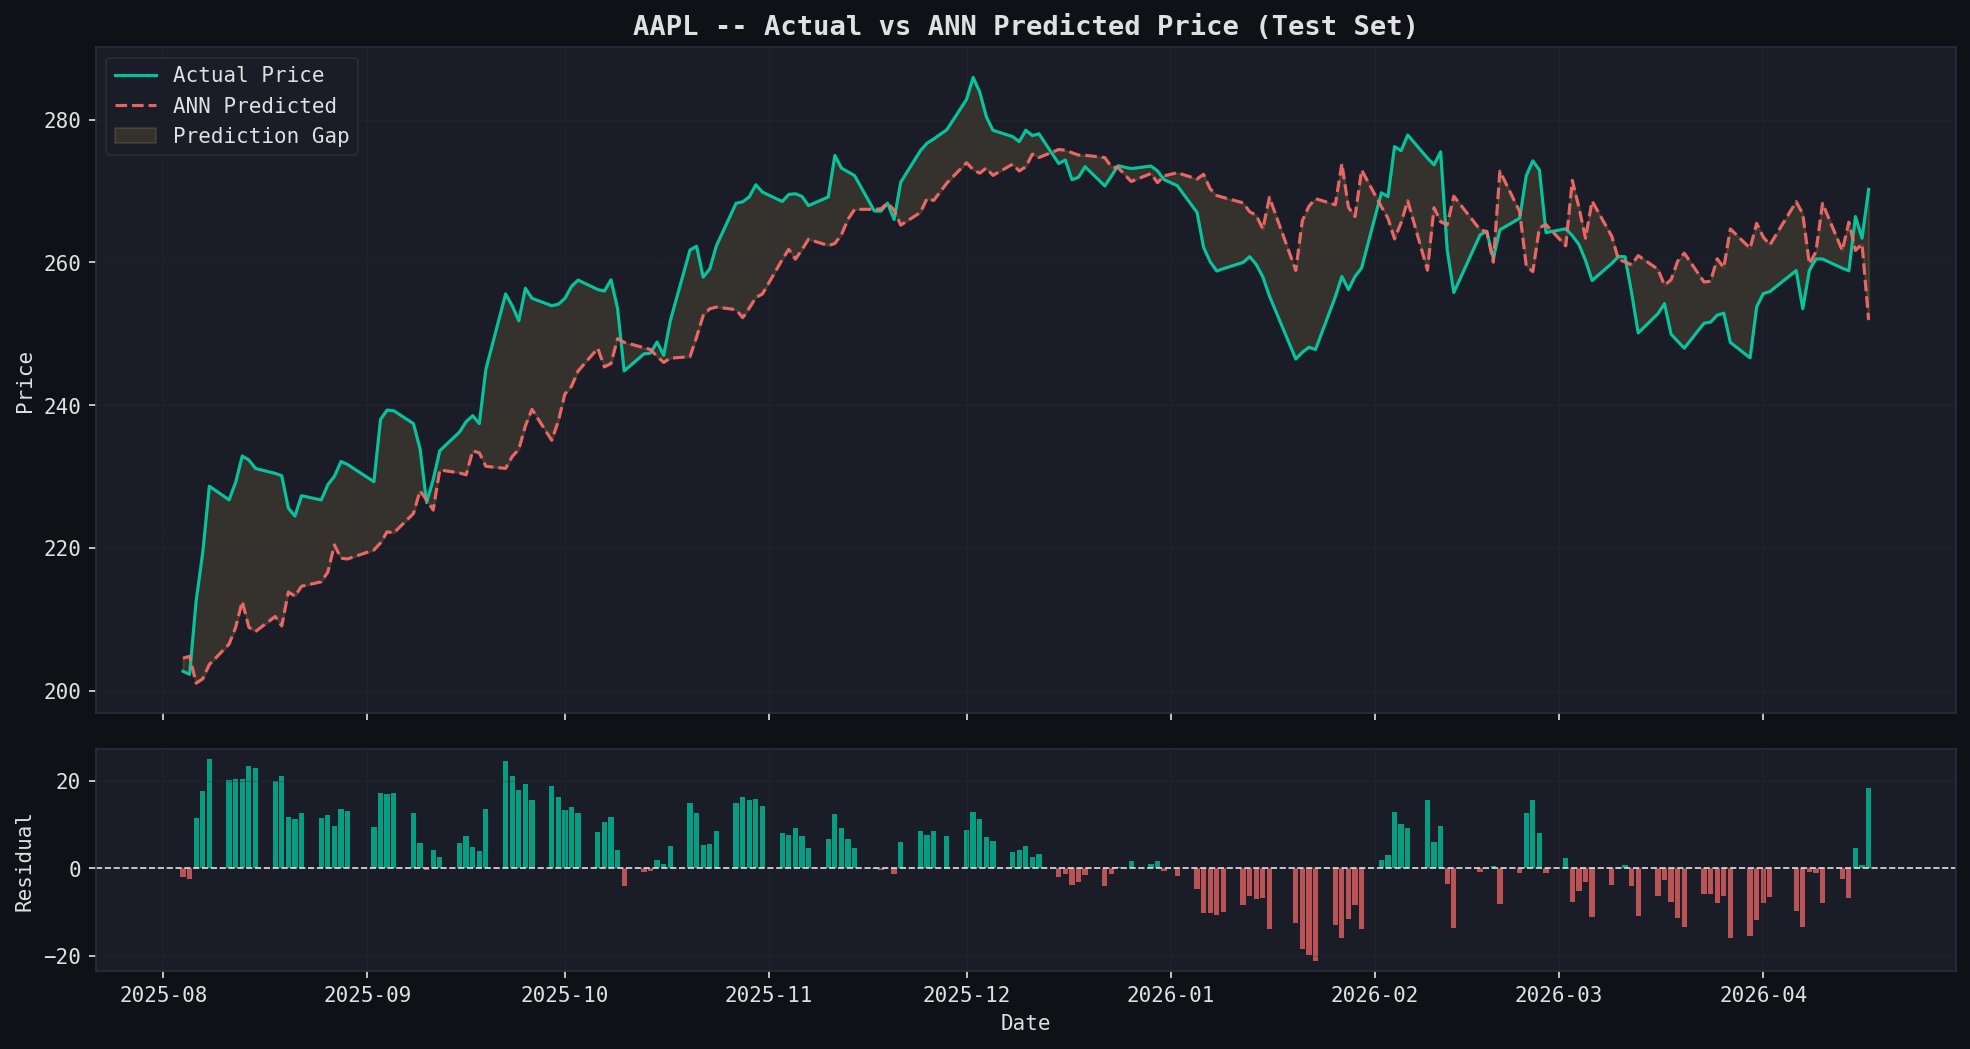 AAPL -- Actual vs ANN Predicted Price (Test Set)
Actual Price
ANN Predicted
Prediction Gap
Price
280
260
240
220
200
Residual
20
0
−20
2025-08 2025-09 2025-10 2025-11 2025-12 2026-01 2026-02 2026-03 2026-04
Date